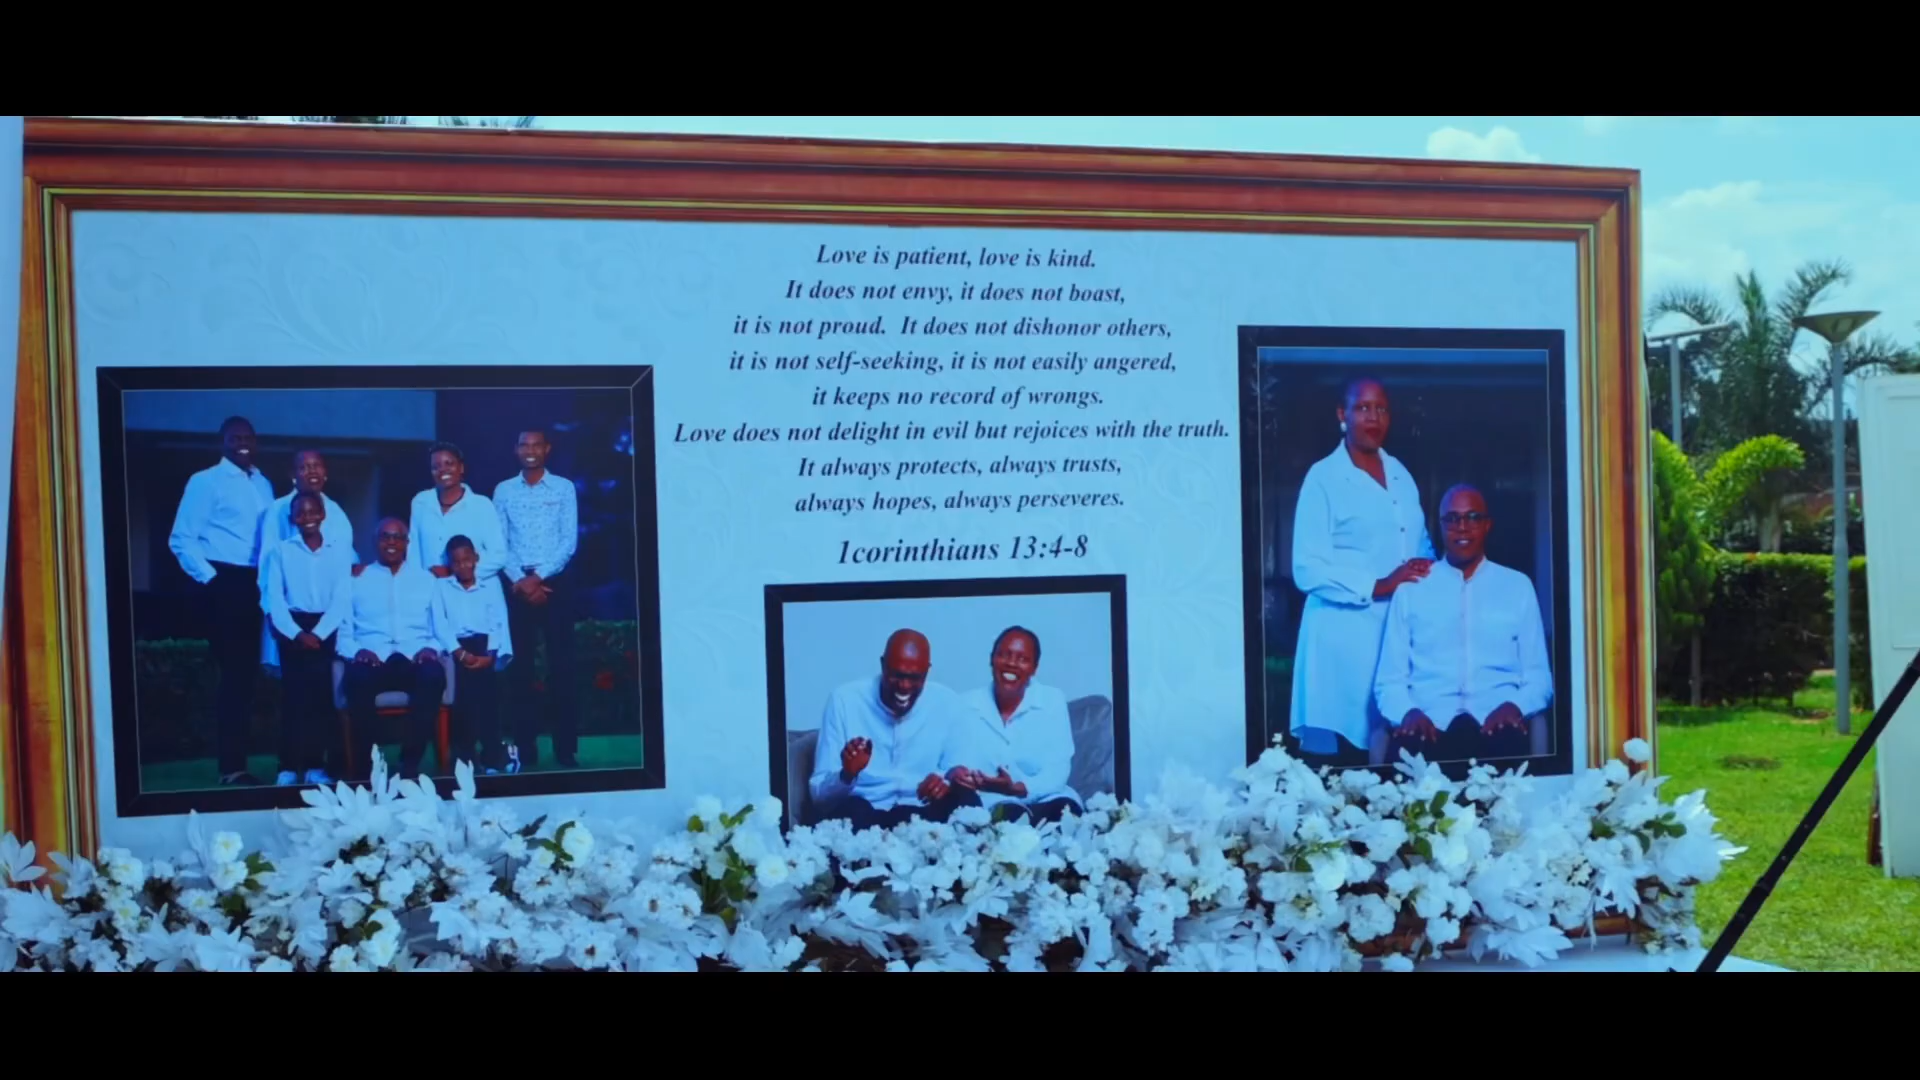 Love is patient, love is kind.
It does not envy, it does not boast,
it is not proud. It does not dishonor others,
it is not self-seeking, it is not easily angered,
it keeps no record of wrongs.
Love does not delight in evil but rejoices with the truth.
It always protects, always trusts,
always hopes, always perseveres.
1corinthians 13:4-8